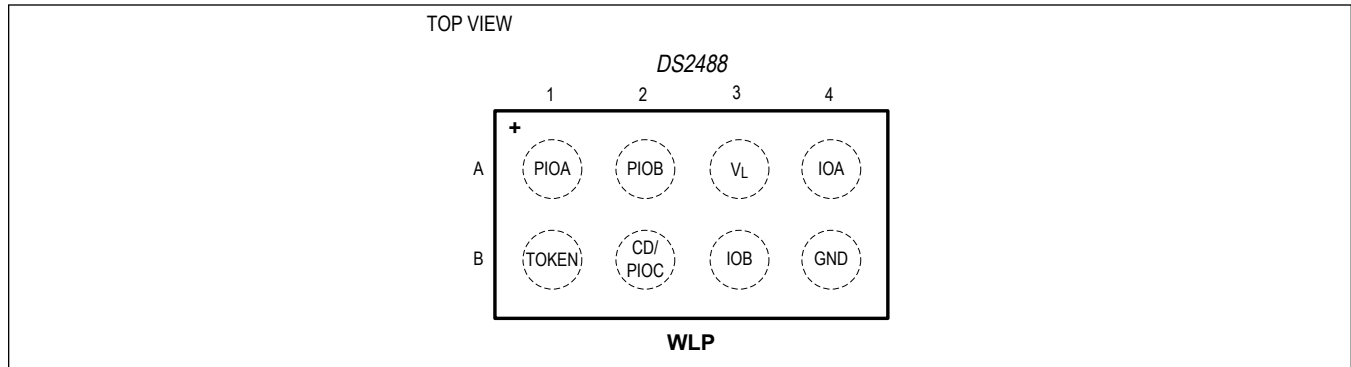 TOP VIEW
DS2488
1 2 3 4
+
A PIOA PIOB VL IOA
B TOKEN CD/
PIOC IOB GND
WLP